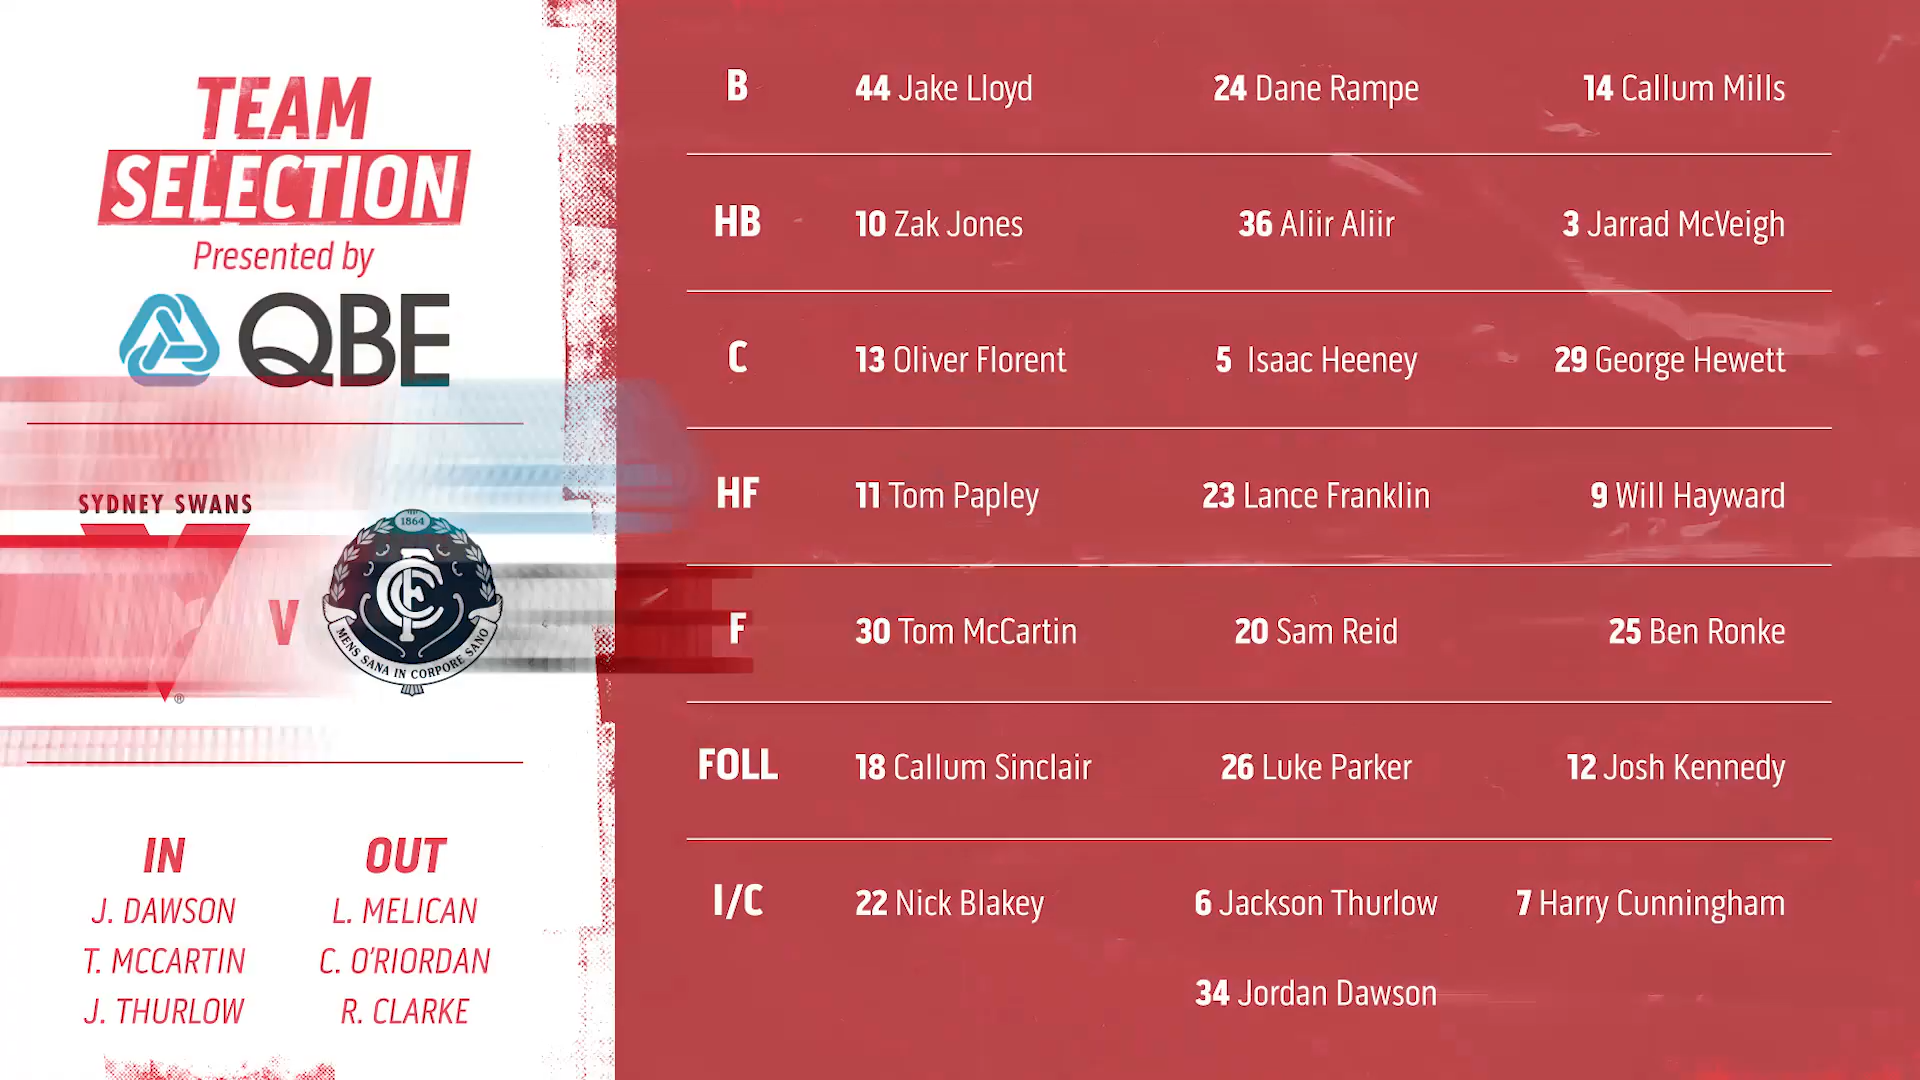 TEAM
SELECTION
Presented by
QBE
SYDNEY SWANS
V
®
1864
CFC
MENS SANA IN CORPORE SANO
IN OUT
J. DAWSON L. MELICAN
T. MCCARTIN C. O'RIORDAN
J. THURLOW R. CLARKE
B 44 Jake Lloyd 24 Dane Rampe 14 Callum Mills
HB 10 Zak Jones 36 Aliir Aliir 3 Jarrad McVeigh
C 13 Oliver Florent 5 Isaac Heeney 29 George Hewett
HF 11 Tom Papley 23 Lance Franklin 9 Will Hayward
F 30 Tom McCartin 20 Sam Reid 25 Ben Ronke
FOLL 18 Callum Sinclair 26 Luke Parker 12 Josh Kennedy
I/C 22 Nick Blakey 6 Jackson Thurlow 7 Harry Cunningham
34 Jordan Dawson